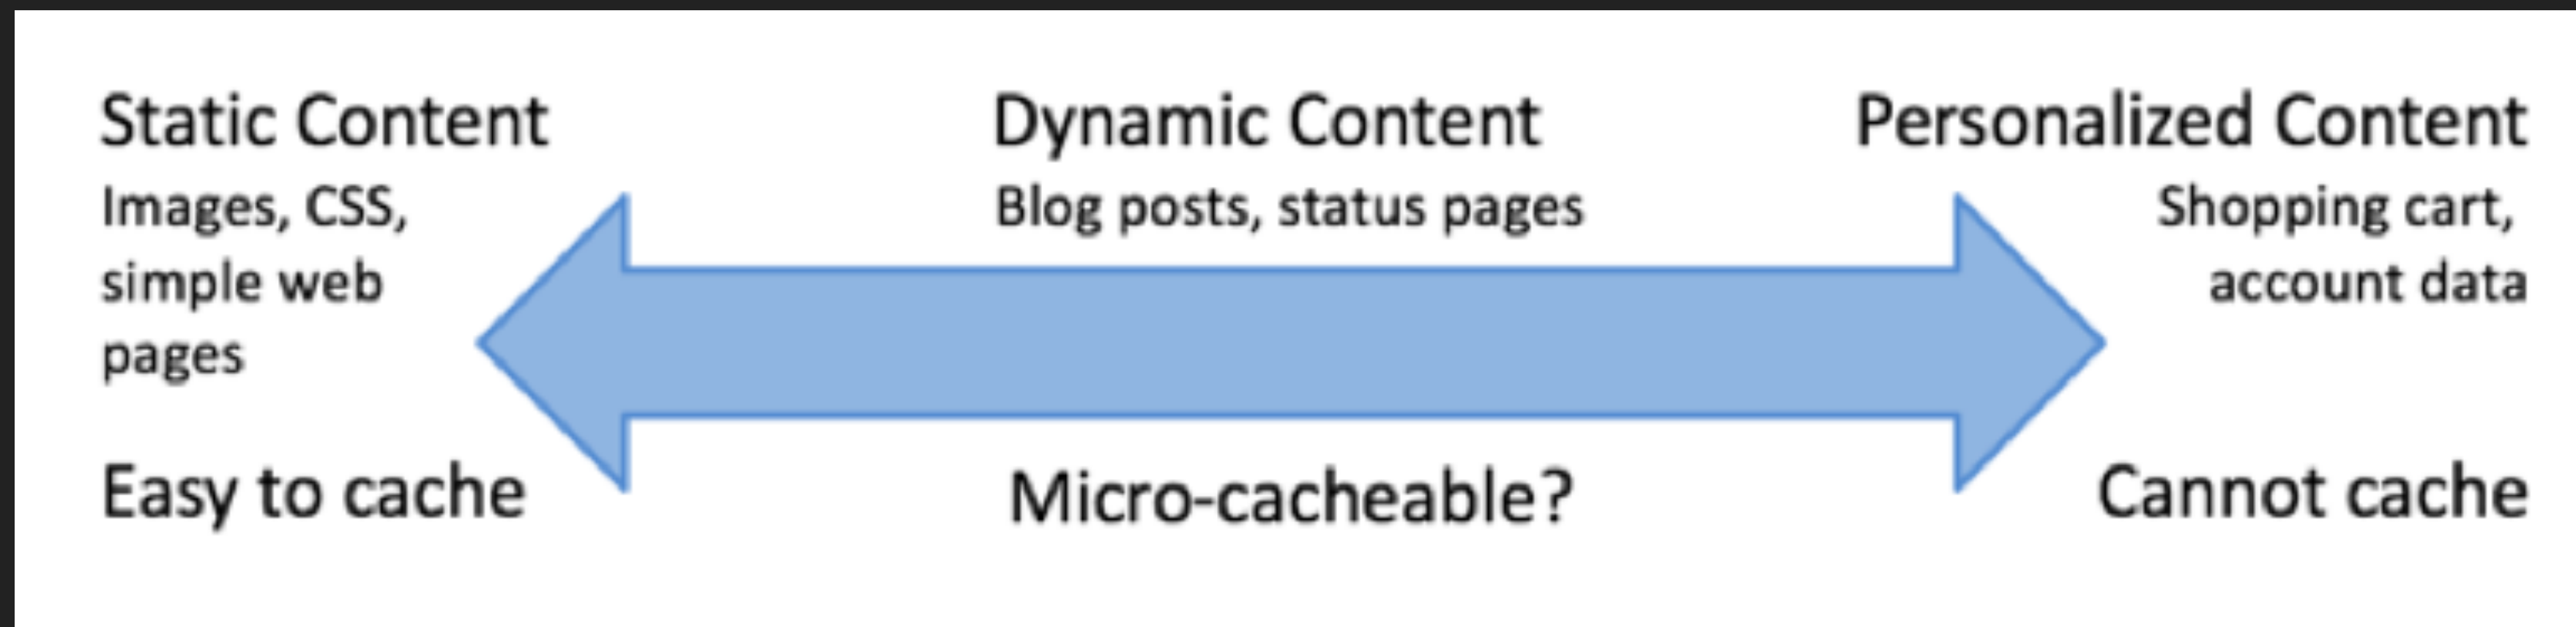 Static Content
Images, CSS,
simple web
pages
Easy to cache
Dynamic Content
Blog posts, status pages
Micro-cacheable?
Personalized Content
Shopping cart,
account data
Cannot cache